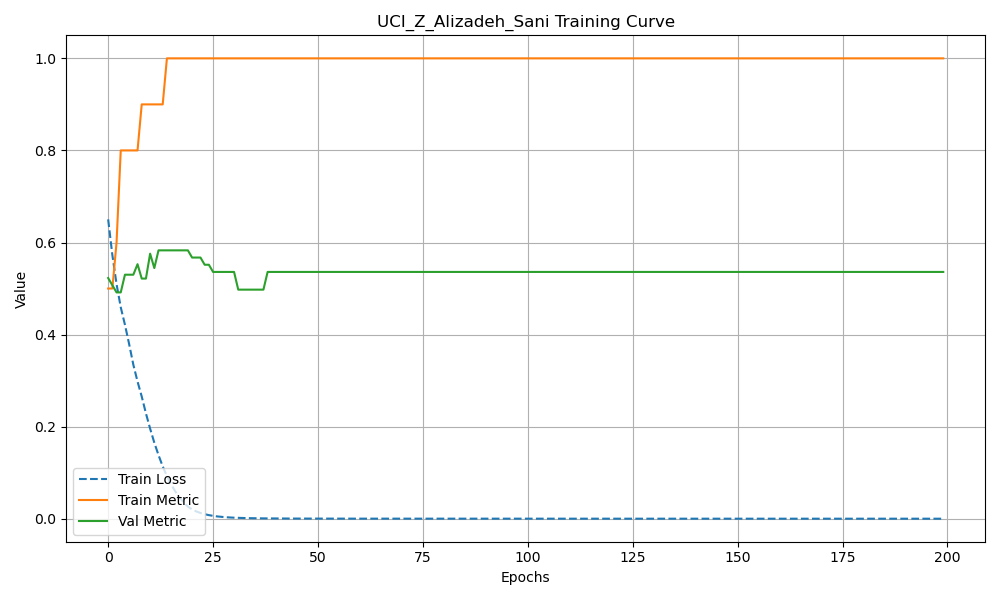 UCI_Z_Alizadeh_Sani Training Curve
1.0
0.8
0.6
0.4
0.2
0.0
Value
Train Loss
Train Metric
Val Metric
0 25 50 75 100 125 150 175 200
Epochs